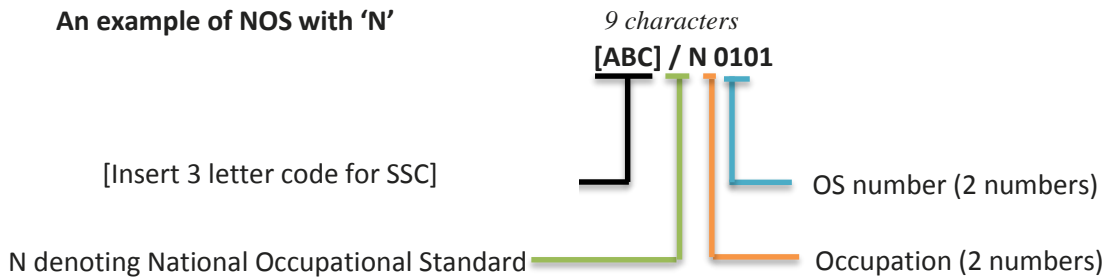 An example of NOS with ‘N’
9 characters
[ABC] / N 0101
[Insert 3 letter code for SSC]
OS number (2 numbers)
N denoting National Occupational Standard
Occupation (2 numbers)